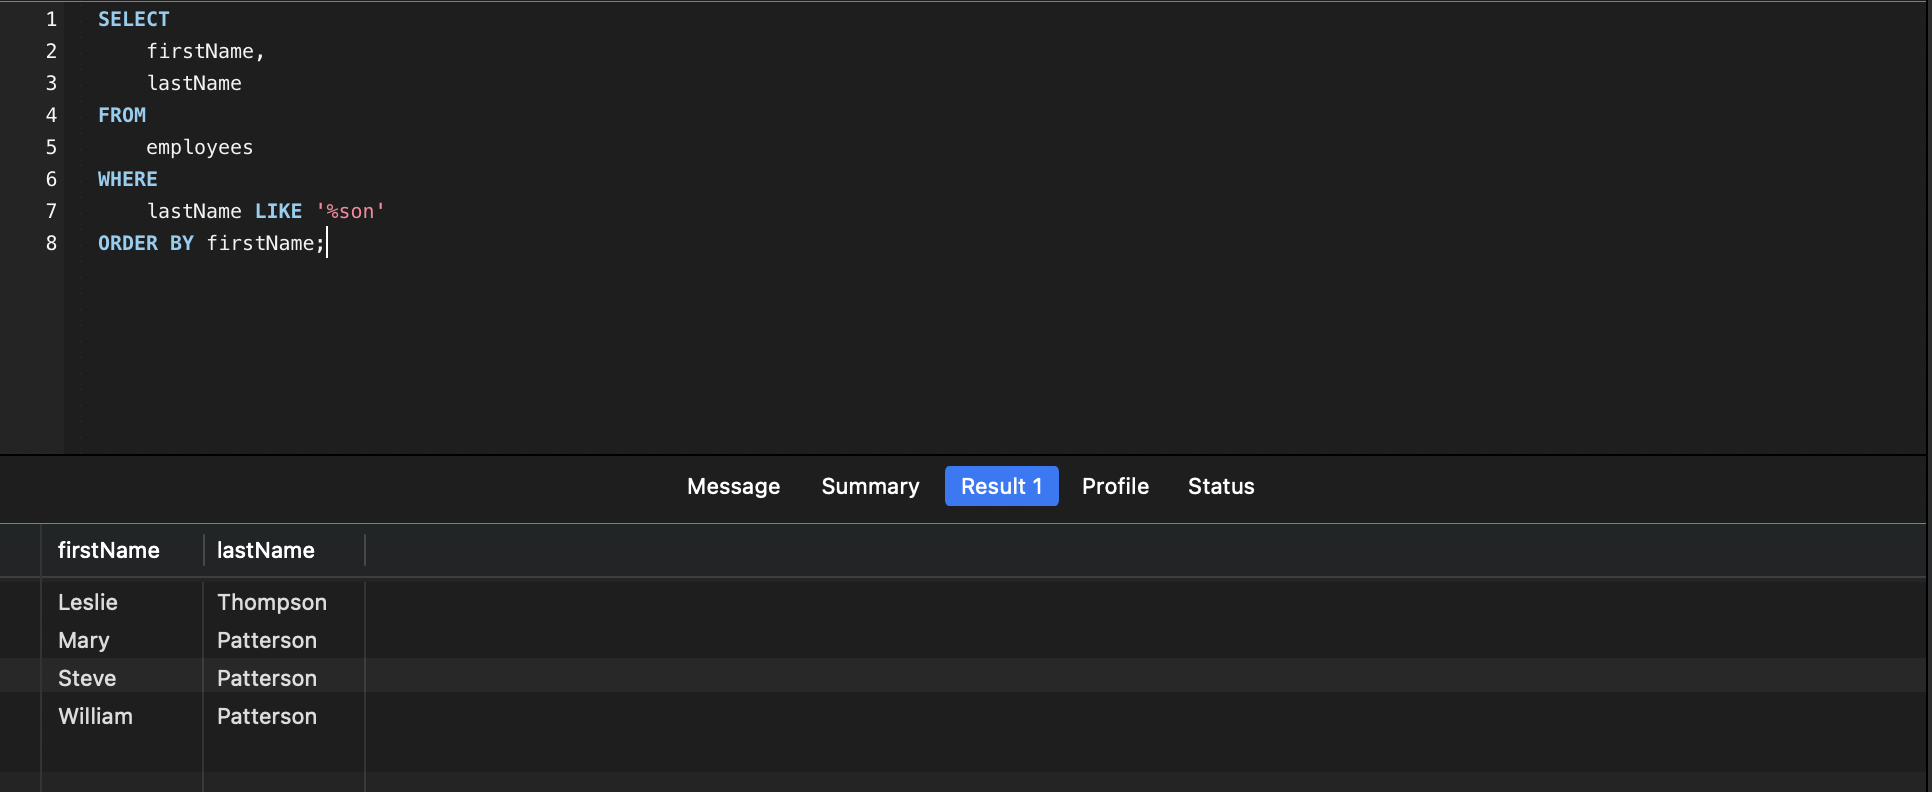 1 SELECT
2 firstName,
3 lastName
4 FROM
5 employees
6 WHERE
7 lastName LIKE '%son'
8 ORDER BY firstName;
Message Summary Result 1 Profile Status
firstName lastName
Leslie Thompson
Mary Patterson
Steve Patterson
William Patterson